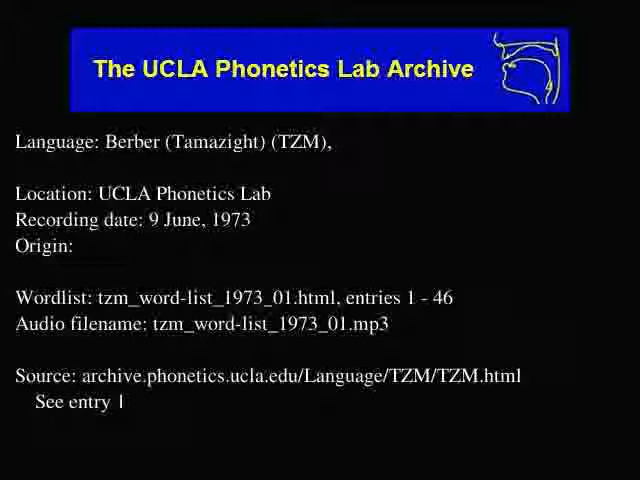 The UCLA Phonetics Lab Archive
Language: Berber (Tamazight) (TZM),
Location: UCLA Phonetics Lab
Recording date: 9 June, 1973
Origin:
Wordlist: tzm_word-list_1973_01.html, entries 1 - 46
Audio filename: tzm_word-list_1973_01.mp3
Source: archive.phonetics.ucla.edu/Language/TZM/TZM.html
See entry 1